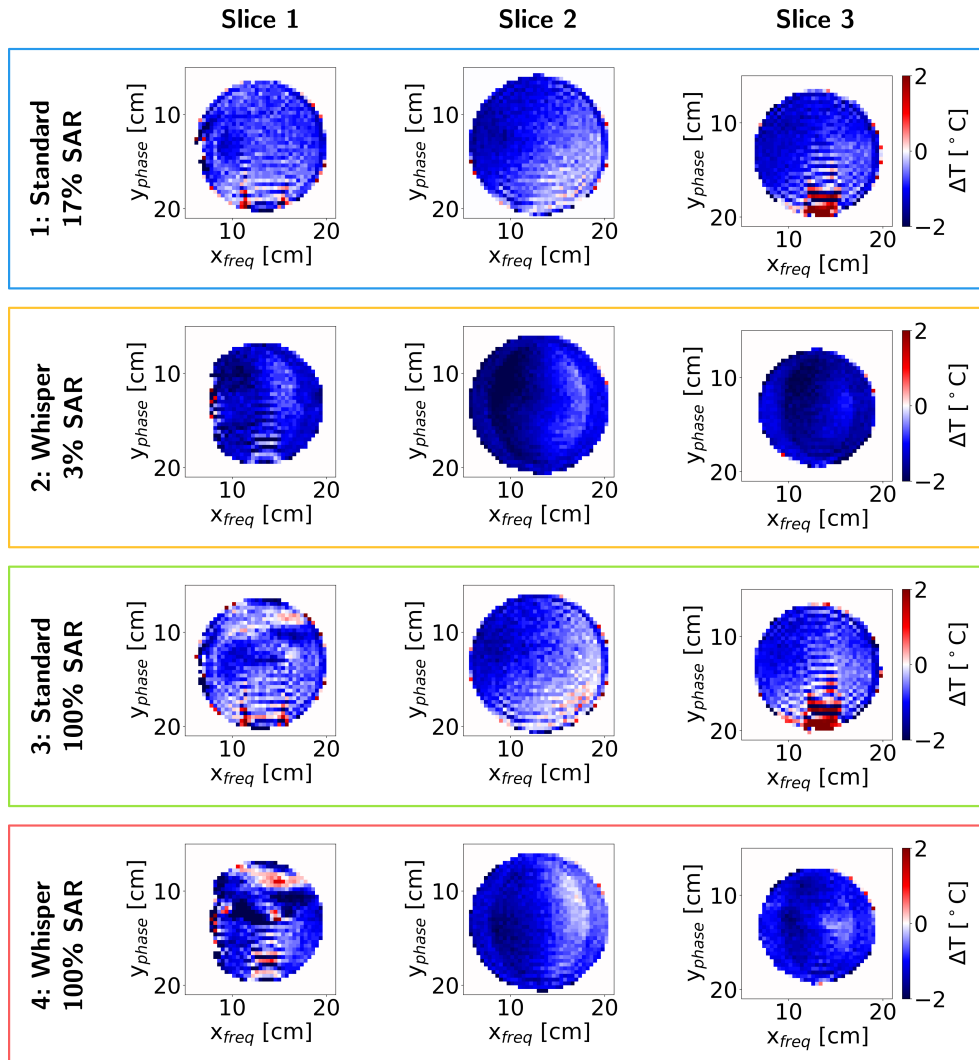 Slice 1 Slice 2 Slice 3
1: Standard
17% SAR
y_phase [cm]
10
20
10 20
x_freq [cm]
y_phase [cm]
10
20
10 20
x_freq [cm]
y_phase [cm]
10
20
10 20
x_freq [cm]
2
0
−2
ΔT [°C]
2: Whisper
3% SAR
y_phase [cm]
10
20
10 20
x_freq [cm]
y_phase [cm]
10
20
10 20
x_freq [cm]
y_phase [cm]
10
20
10 20
x_freq [cm]
2
0
−2
ΔT [°C]
3: Standard
100% SAR
y_phase [cm]
10
20
10 20
x_freq [cm]
y_phase [cm]
10
20
10 20
x_freq [cm]
y_phase [cm]
10
20
10 20
x_freq [cm]
2
0
−2
ΔT [°C]
4: Whisper
100% SAR
y_phase [cm]
10
20
10 20
x_freq [cm]
y_phase [cm]
10
20
10 20
x_freq [cm]
y_phase [cm]
10
20
10 20
x_freq [cm]
2
0
−2
ΔT [°C]